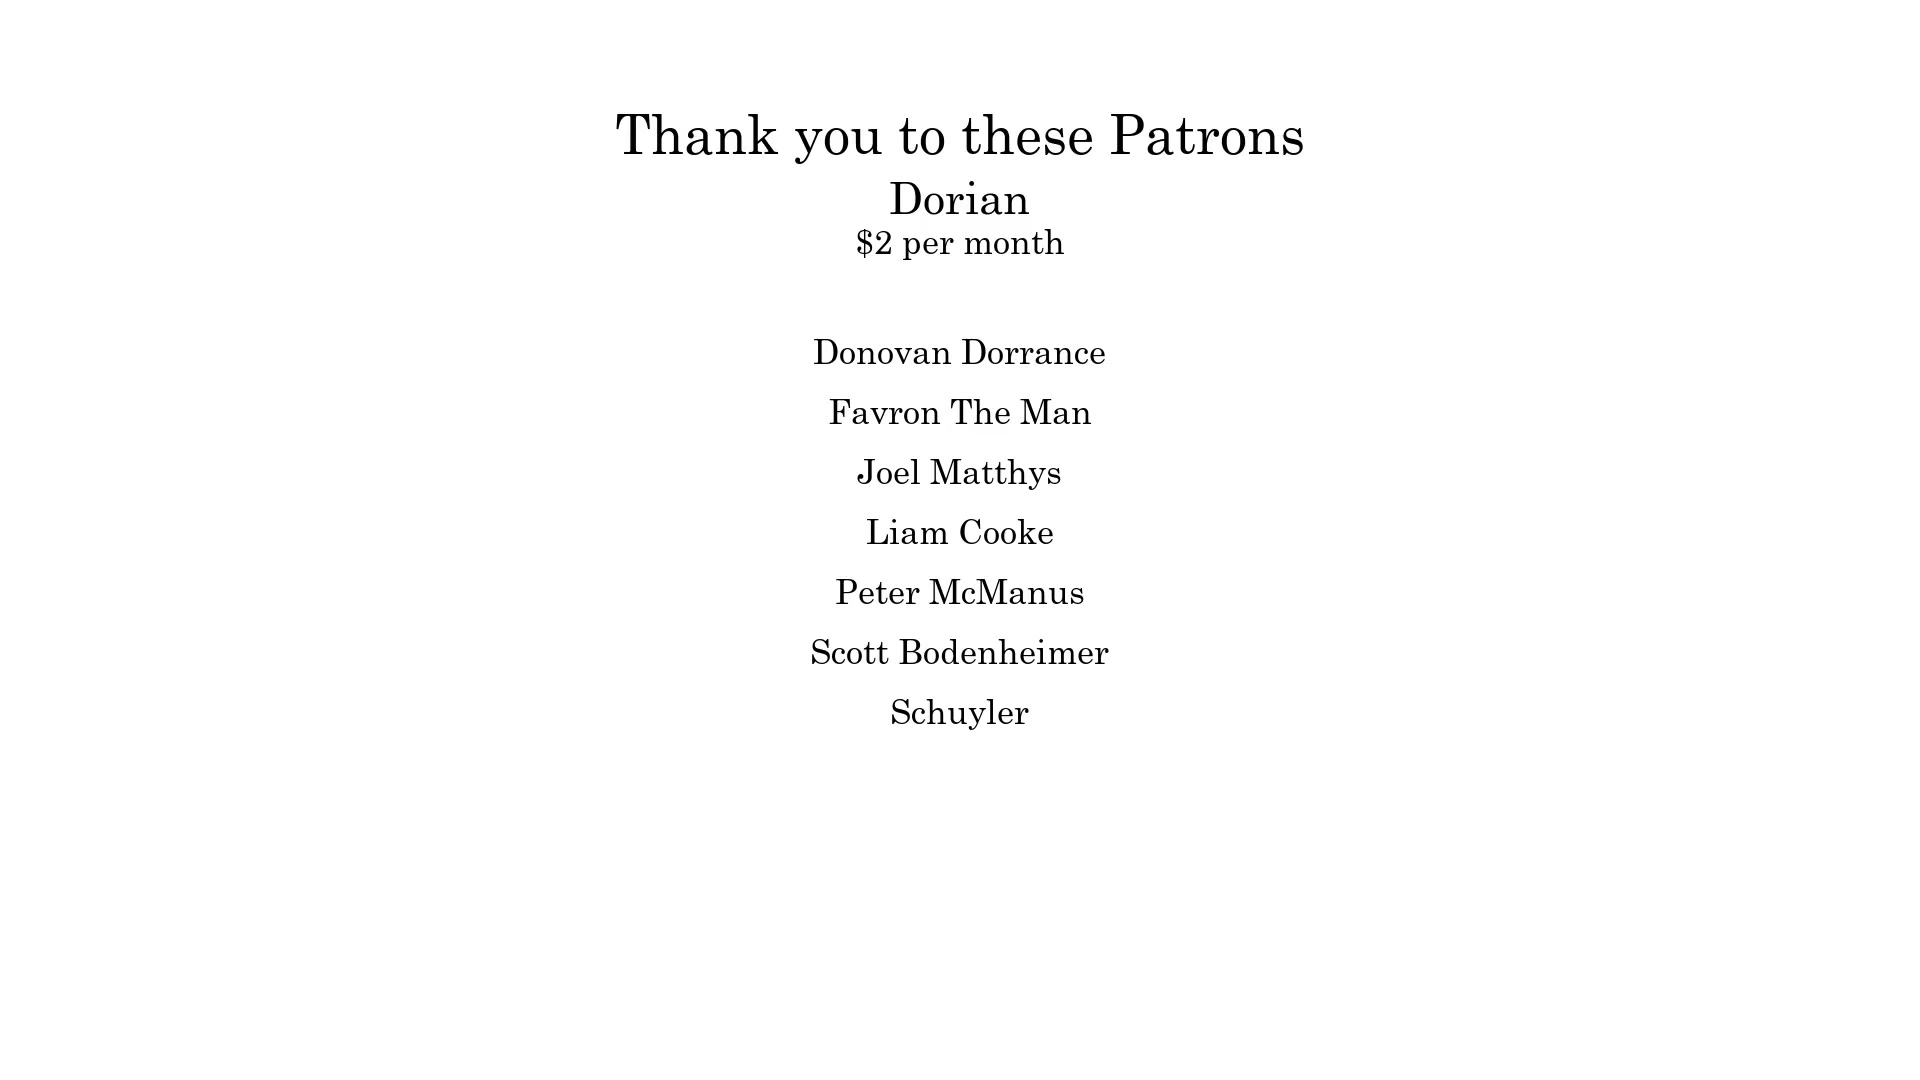 Thank you to these Patrons
Dorian
$2 per month
Donovan Dorrance
Favron The Man
Joel Matthys
Liam Cooke
Peter McManus
Scott Bodenheimer
Schuyler